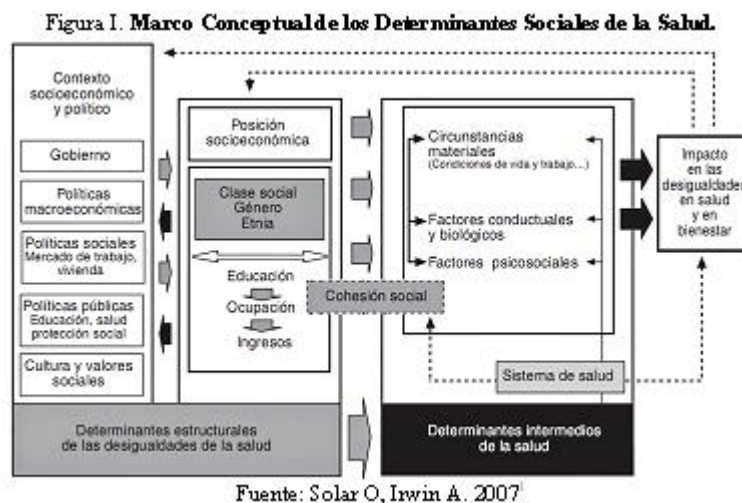 Figura I. Marco Conceptual de los Determinantes Sociales de la Salud.
Contexto
socioeconómico
y político
Gobierno
Políticas
macroeconómicas
Políticas sociales
Mercado de trabajo,
vivienda
Políticas públicas
Educación, salud
protección social
Cultura y valores
sociales
Posición
socioeconómica
Clase social
Género
Etnia
Educación
Ocupación
Ingresos
Cohesión social
Circunstancias
materiales
(Condiciones de vida y trabajo...)
Factores conductuales
y biológicos
Factores psicosociales
Sistema de salud
Impacto
en las
desigualdades
en salud
y en
bienestar
Determinantes estructurales
de las desigualdades de la salud
Determinantes intermedios
de la salud
Fuente: Solar O, Irwin A. 2007